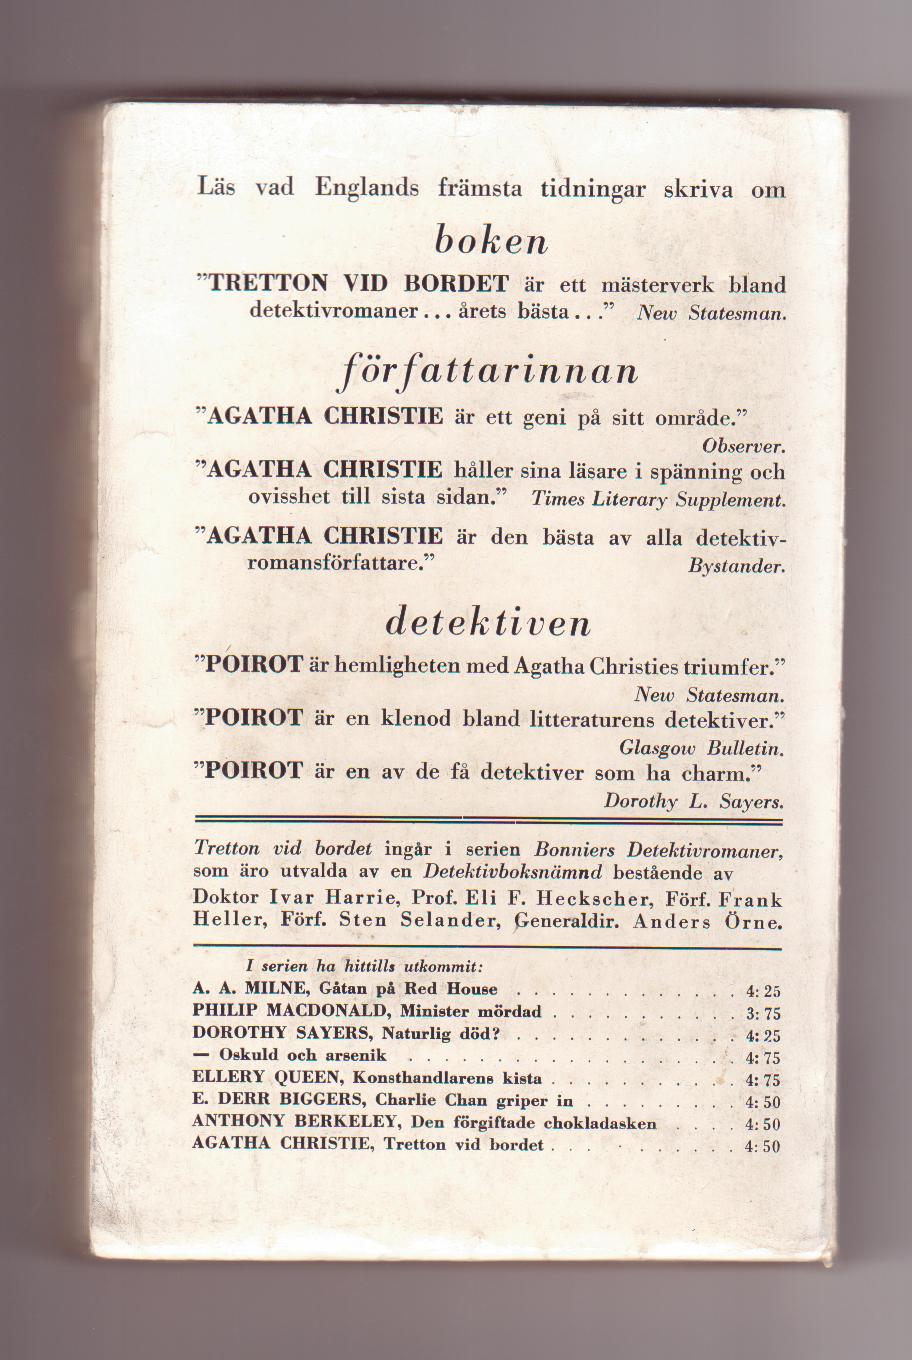 Läs vad Englands främsta tidningar skriva om
boken
”TRETTON VID BORDET är ett mästerverk bland
detektivromaner... årets bästa...” New Statesman.
författarinnan
”AGATHA CHRISTIE är ett geni på sitt område.”
Observer.
”AGATHA CHRISTIE håller sina läsare i spänning och
ovisshet till sista sidan.” Times Literary Supplement.
”AGATHA CHRISTIE är den bästa av alla detektiv-
romansförfattare.” Bystander.
detektiven
”POIROT är hemligheten med Agatha Christies triumfer.”
New Statesman.
”POIROT är en klenod bland litteraturens detektiver.”
Glasgow Bulletin.
”POIROT är en av de få detektiver som ha charm.”
Dorothy L. Sayers.
Tretton vid bordet ingår i serien Bonniers Detektivromaner,
som äro utvalda av en Detektivboksnämnd bestående av
Doktor Ivar Harrie, Prof. Eli F. Heckscher, Förf. Frank
Heller, Förf. Sten Selander, Generaldir. Anders Örne.
I serien ha hittills utkommit:
A. A. MILNE, Gåtan på Red House . . . . . . . . . . . . . 4: 25
PHILIP MACDONALD, Minister mördad . . . . . . . . . . . 3: 75
DOROTHY SAYERS, Naturlig död? . . . . . . . . . . . . . 4: 25
— Oskuld och arsenik . . . . . . . . . . . . . . . . . . . 4: 75
ELLERY QUEEN, Konsthandlarens kista . . . . . . . . . . . 4: 75
E. DERR BIGGERS, Charlie Chan griper in . . . . . . . . . 4: 50
ANTHONY BERKELEY, Den förgiftade chokladasken . . . . 4: 50
AGATHA CHRISTIE, Tretton vid bordet . . . . . . . . . . . 4: 50